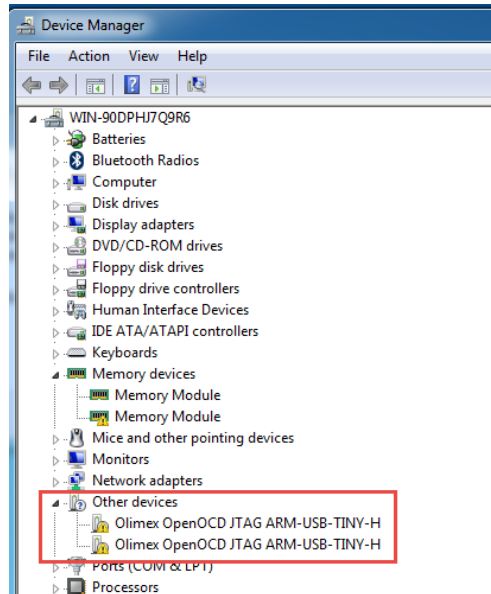 Device Manager
File Action View Help
WIN-90DPHJ7Q9R6
Batteries
Bluetooth Radios
Computer
Disk drives
Display adapters
DVD/CD-ROM drives
Floppy disk drives
Floppy drive controllers
Human Interface Devices
IDE ATA/ATAPI controllers
Keyboards
Memory devices
Memory Module
Memory Module
Mice and other pointing devices
Monitors
Network adapters
Other devices
Olimex OpenOCD JTAG ARM-USB-TINY-H
Olimex OpenOCD JTAG ARM-USB-TINY-H
Ports (COM & LPT)
Processors